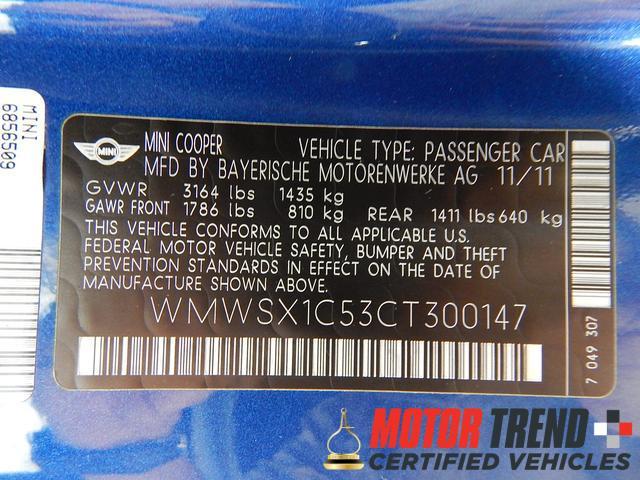 MINI
6856509
MINI
MINI COOPER VEHICLE TYPE: PASSENGER CAR
MFD BY BAYERISCHE MOTORENWERKE AG 11/11
GVWR 3164 lbs 1435 kg
GAWR FRONT 1786 lbs 810 kg REAR 1411 lbs 640 kg
THIS VEHICLE CONFORMS TO ALL APPLICABLE U.S.
FEDERAL MOTOR VEHICLE SAFETY, BUMPER AND THEFT
PREVENTION STANDARDS IN EFFECT ON THE DATE OF
MANUFACTURE SHOWN ABOVE.
WMWSX1C53CT300147
7 049 307
MOTOR TREND
CERTIFIED VEHICLES